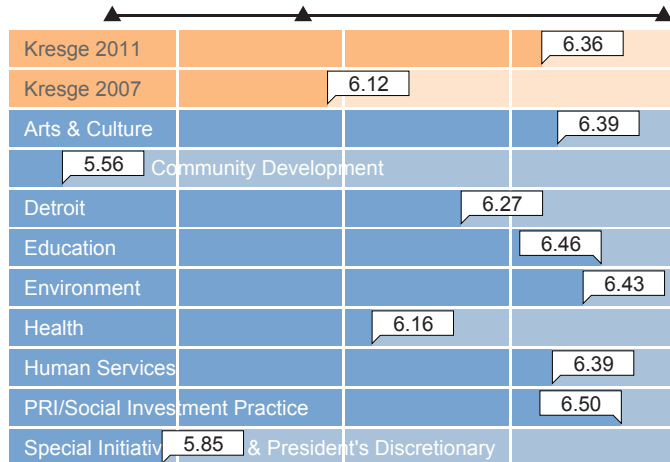 Kresge 2011 6.36
Kresge 2007 6.12
Arts & Culture 6.39
5.56 Community Development
Detroit 6.27
Education 6.46
Environment 6.43
Health 6.16
Human Services 6.39
PRI/Social Investment Practice 6.50
Special Initiativ 5.85 & President's Discretionary